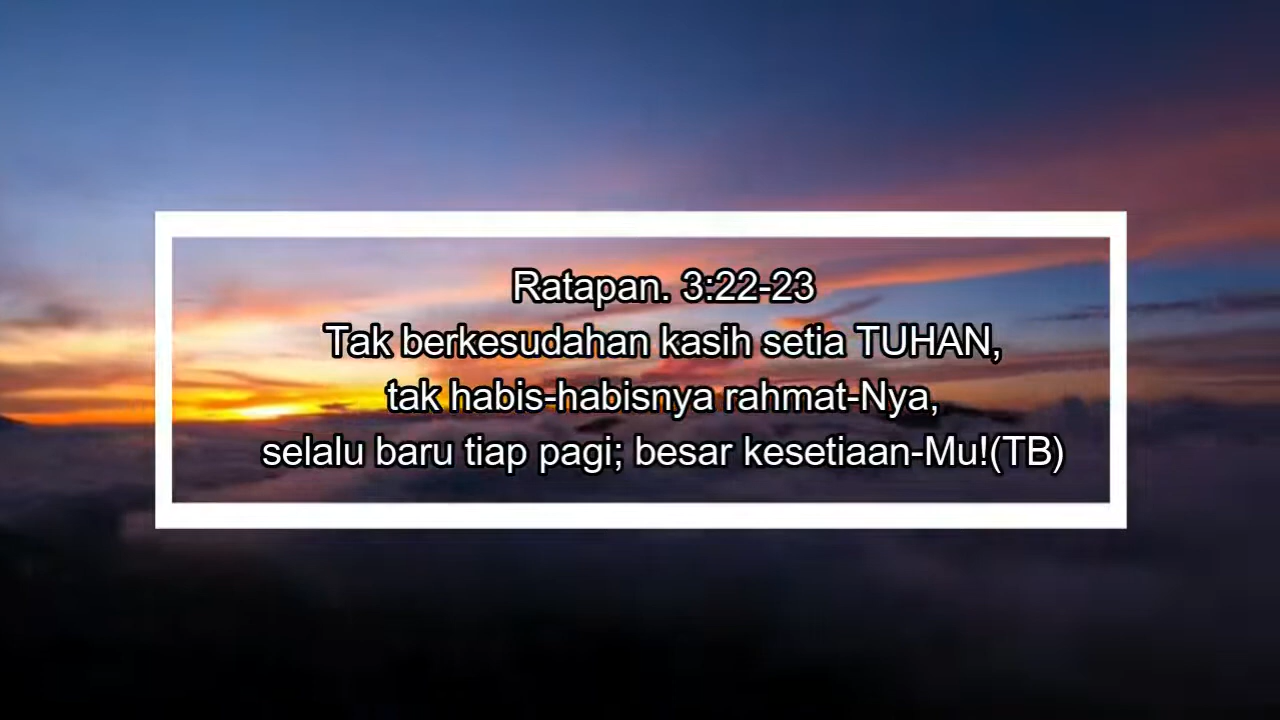 Ratapan. 3:22-23
Tak berkesudahan kasih setia TUHAN,
tak habis-habisnya rahmat-Nya,
selalu baru tiap pagi; besar kesetiaan-Mu!(TB)